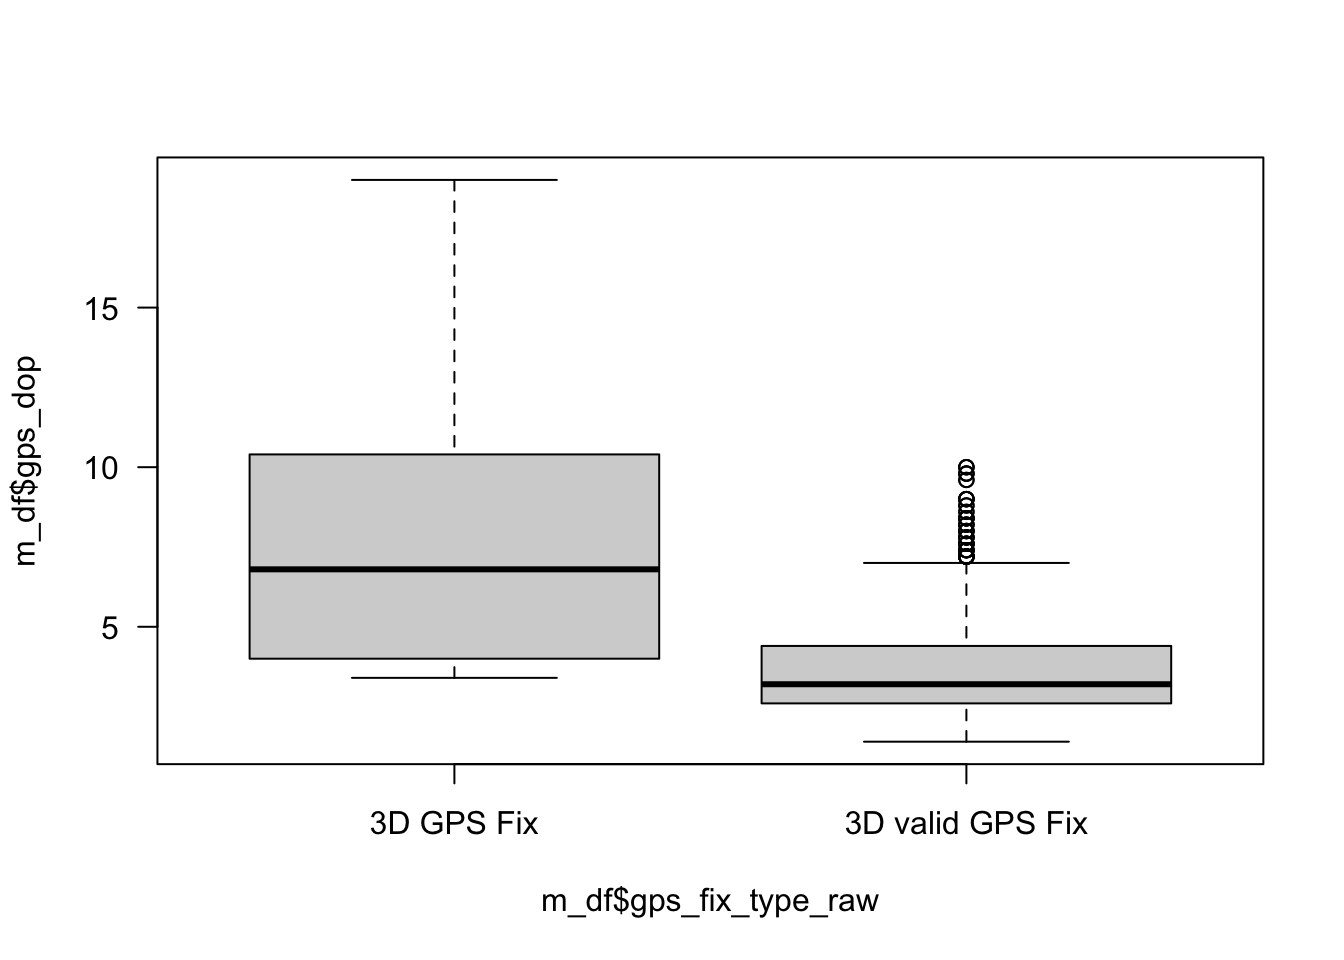 m_df$gps_dop
15
10
5
3D GPS Fix
3D valid GPS Fix
m_df$gps_fix_type_raw